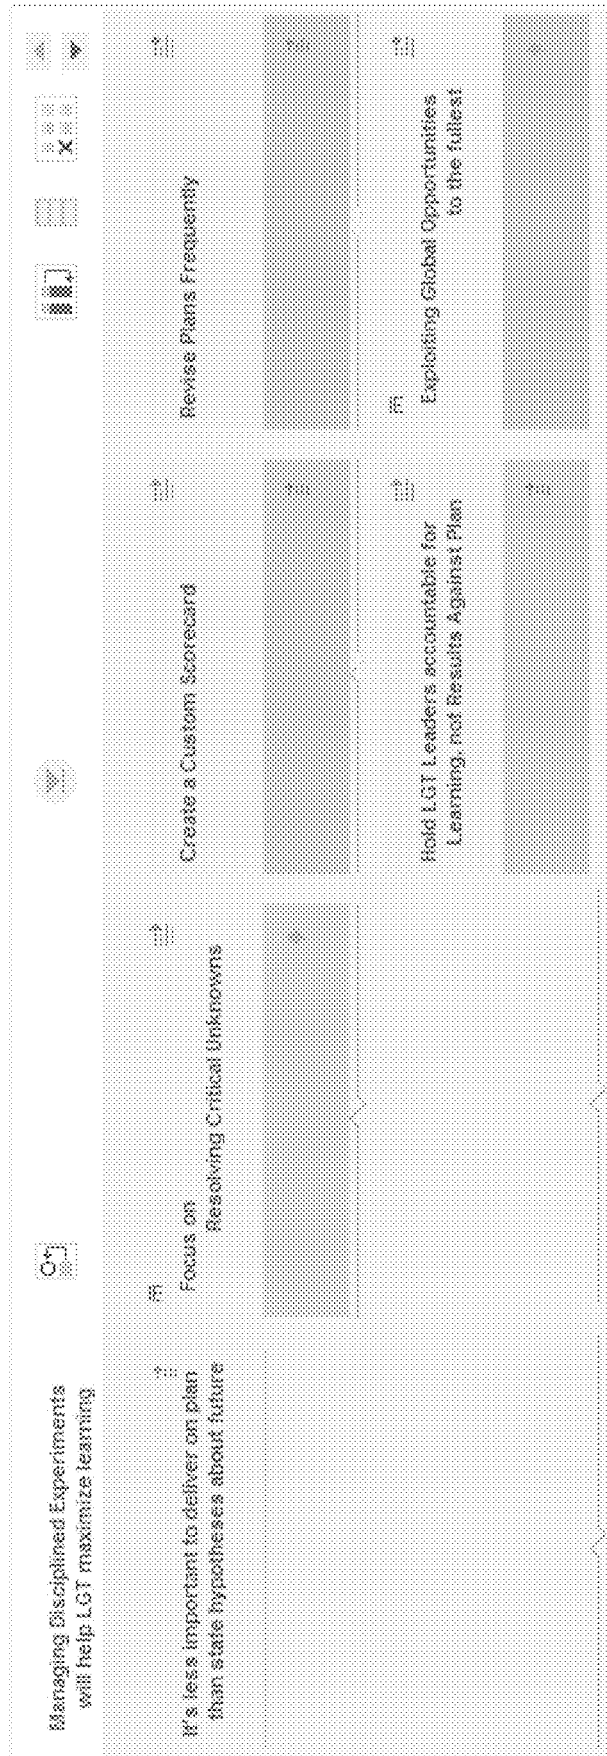 Managing Disciplined Experiments
will help LGT maximize learning
It's less important to deliver on plan
than state hypotheses about future
Focus on
Resolving Critical Unknowns
Create a Custom Scorecard
Revise Plans Frequently
Hold LGT Leaders accountable for
Learning, not Results Against Plan
Exploiting Global Opportunities
to the fullest